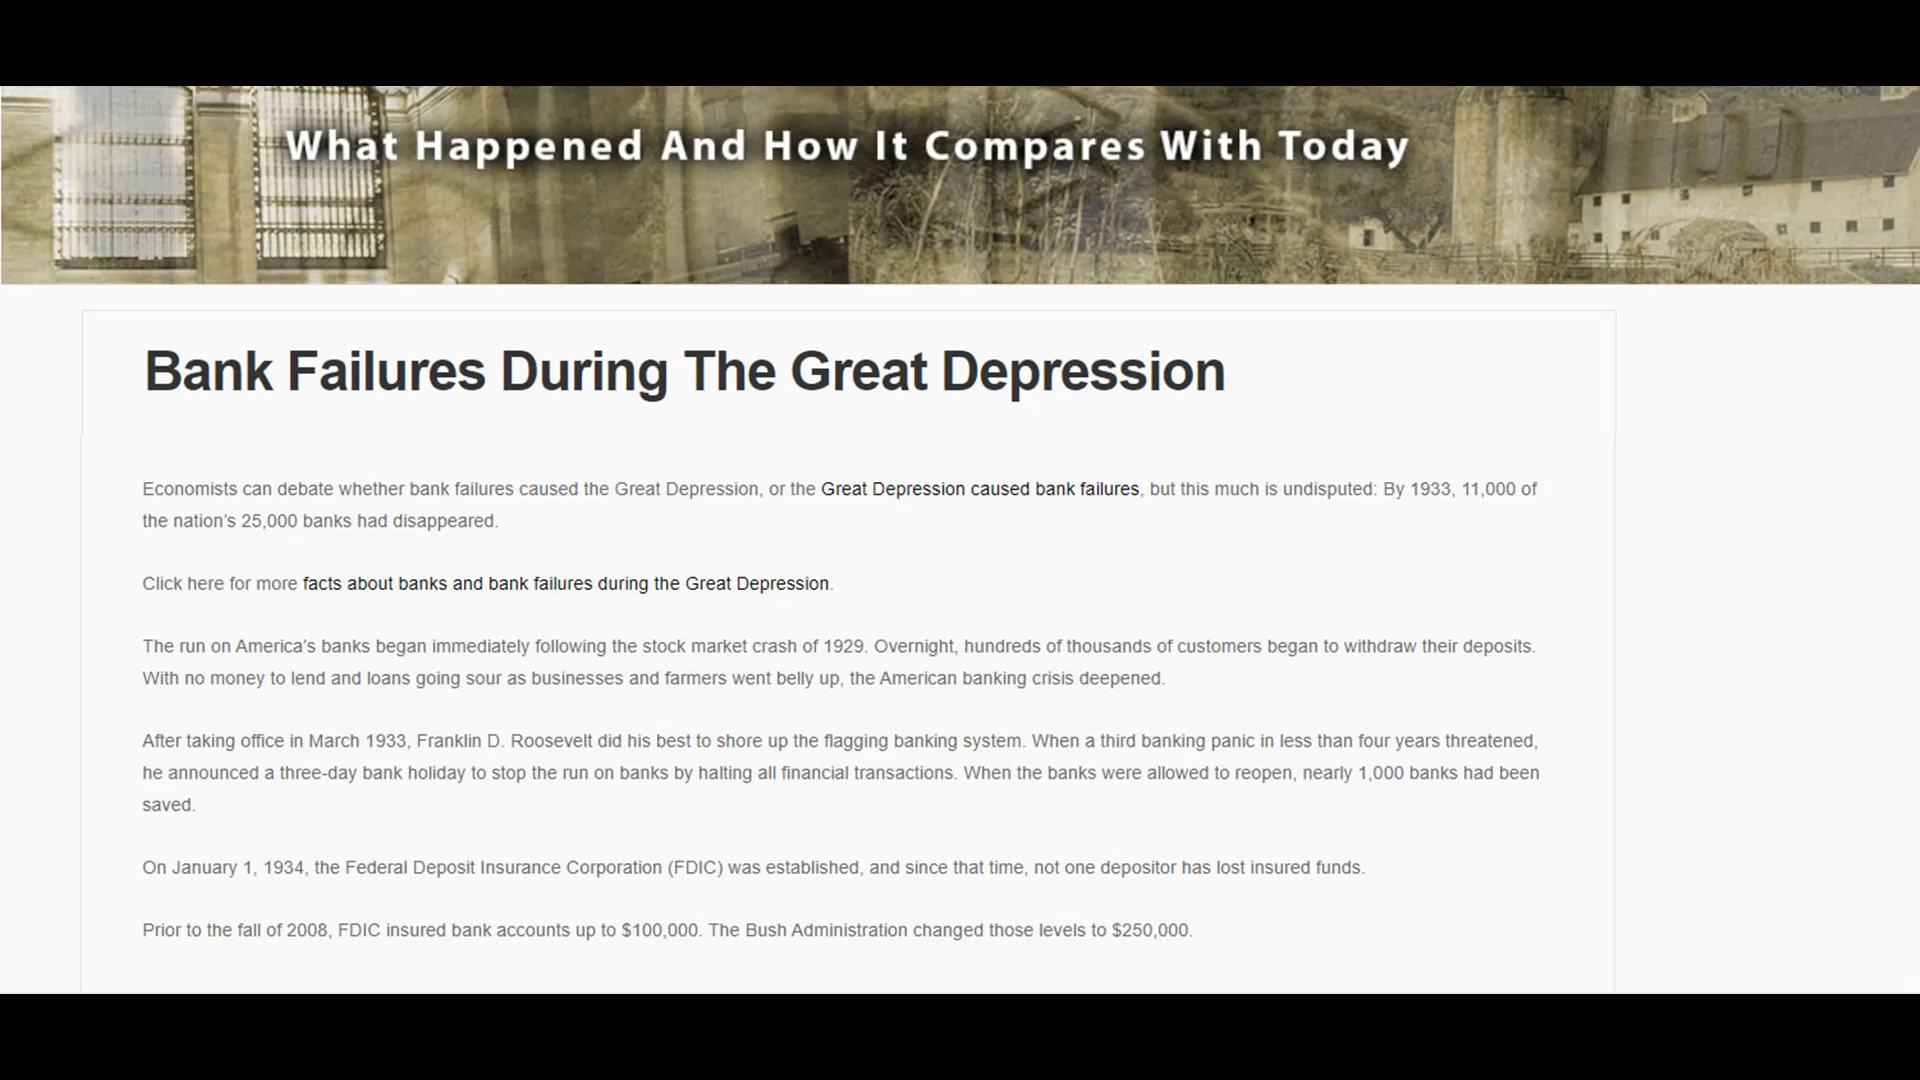 What Happened And How It Compares With Today
Bank Failures During The Great Depression
Economists can debate whether bank failures caused the Great Depression, or the Great Depression caused bank failures, but this much is undisputed: By 1933, 11,000 of
the nation’s 25,000 banks had disappeared.
Click here for more facts about banks and bank failures during the Great Depression.
The run on America’s banks began immediately following the stock market crash of 1929. Overnight, hundreds of thousands of customers began to withdraw their deposits.
With no money to lend and loans going sour as businesses and farmers went belly up, the American banking crisis deepened.
After taking office in March 1933, Franklin D. Roosevelt did his best to shore up the flagging banking system. When a third banking panic in less than four years threatened,
he announced a three-day bank holiday to stop the run on banks by halting all financial transactions. When the banks were allowed to reopen, nearly 1,000 banks had been
saved.
On January 1, 1934, the Federal Deposit Insurance Corporation (FDIC) was established, and since that time, not one depositor has lost insured funds.
Prior to the fall of 2008, FDIC insured bank accounts up to $100,000. The Bush Administration changed those levels to $250,000.